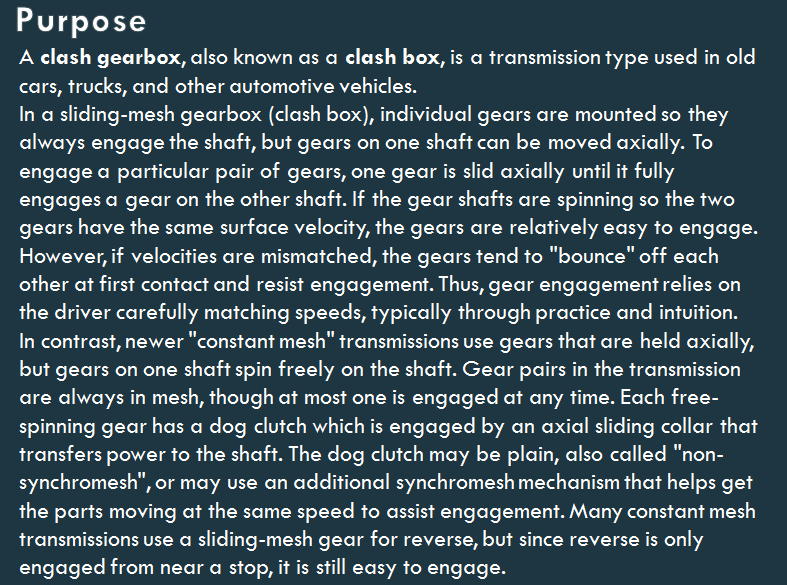 Purpose
A clash gearbox, also known as a clash box, is a transmission type used in old
cars, trucks, and other automotive vehicles.
In a sliding-mesh gearbox (clash box), individual gears are mounted so they
always engage the shaft, but gears on one shaft can be moved axially. To
engage a particular pair of gears, one gear is slid axially until it fully
engages a gear on the other shaft. If the gear shafts are spinning so the two
gears have the same surface velocity, the gears are relatively easy to engage.
However, if velocities are mismatched, the gears tend to "bounce" off each
other at first contact and resist engagement. Thus, gear engagement relies on
the driver carefully matching speeds, typically through practice and intuition.
In contrast, newer "constant mesh" transmissions use gears that are held axially,
but gears on one shaft spin freely on the shaft. Gear pairs in the transmission
are always in mesh, though at most one is engaged at any time. Each free-
spinning gear has a dog clutch which is engaged by an axial sliding collar that
transfers power to the shaft. The dog clutch may be plain, also called "non-
synchromesh", or may use an additional synchromesh mechanism that helps get
the parts moving at the same speed to assist engagement. Many constant mesh
transmissions use a sliding-mesh gear for reverse, but since reverse is only
engaged from near a stop, it is still easy to engage.